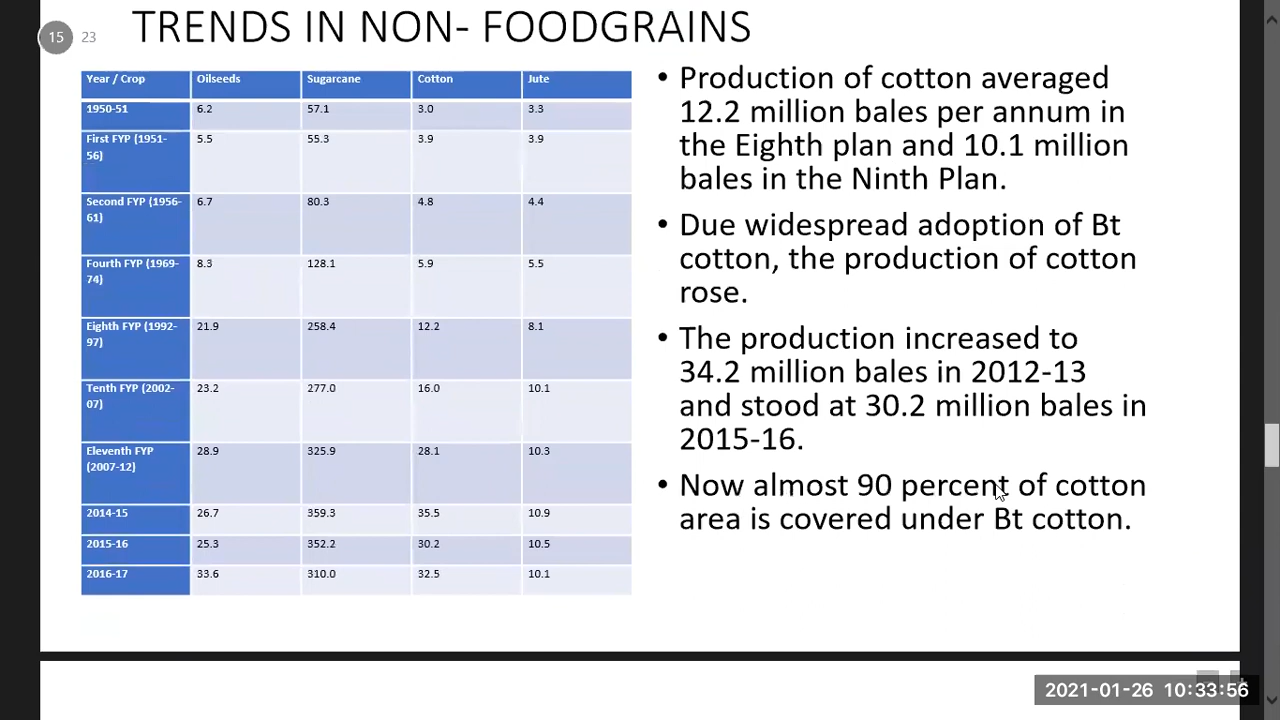 15 23 TRENDS IN NON- FOODGRAINS
Year / Crop Oilseeds Sugarcane Cotton Jute
1950-51 6.2 57.1 3.0 3.3
First FYP (1951-
56) 5.5 55.3 3.9 3.9
Second FYP (1956-
61) 6.7 80.3 4.8 4.4
Fourth FYP (1969-
74) 8.3 128.1 5.9 5.5
Eighth FYP (1992-
97) 21.9 258.4 12.2 8.1
Tenth FYP (2002-
07) 23.2 277.0 16.0 10.1
Eleventh FYP
(2007-12) 28.9 325.9 28.1 10.3
2014-15 26.7 359.3 35.5 10.9
2015-16 25.3 352.2 30.2 10.5
2016-17 33.6 310.0 32.5 10.1
• Production of cotton averaged
12.2 million bales per annum in
the Eighth plan and 10.1 million
bales in the Ninth Plan.
• Due widespread adoption of Bt
cotton, the production of cotton
rose.
• The production increased to
34.2 million bales in 2012-13
and stood at 30.2 million bales in
2015-16.
• Now almost 90 percent of cotton
area is covered under Bt cotton.
2021-01-26 10:33:56